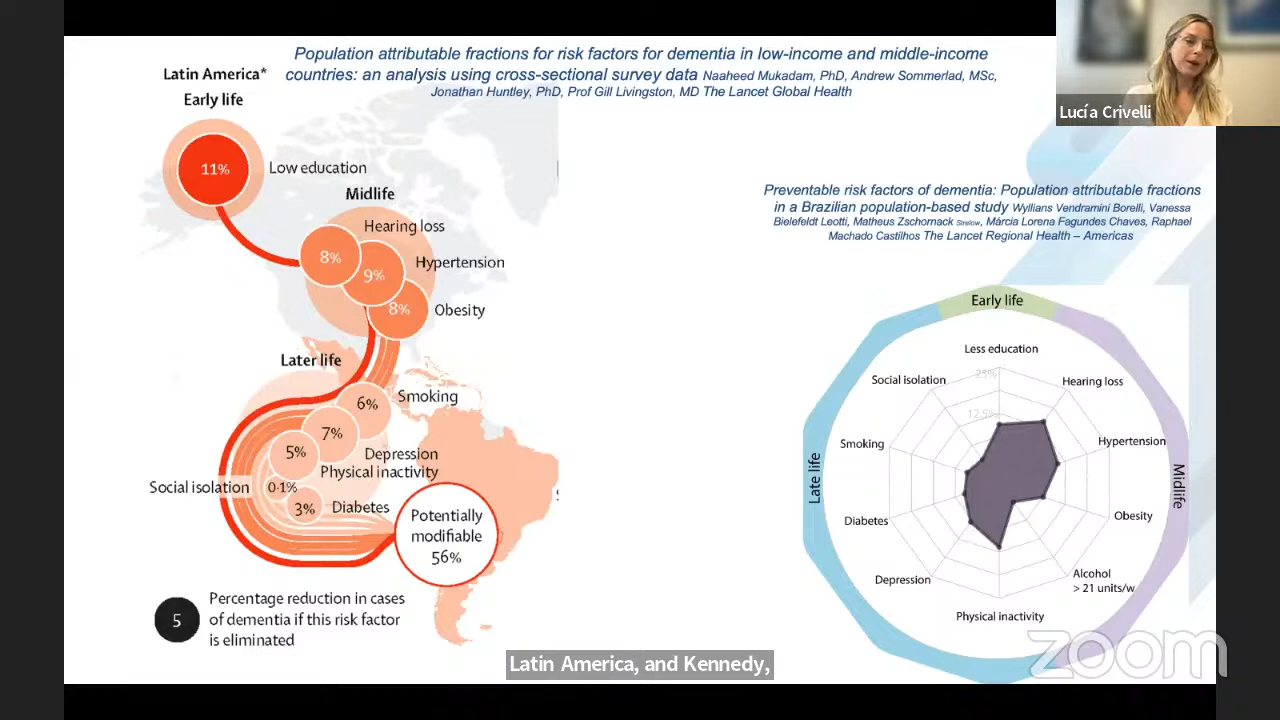 Population attributable fractions for risk factors for dementia in low-income and middle-income
countries: an analysis using cross-sectional survey data Naaheed Mukadam, PhD, Andrew Sommerlad, MSc,
Jonathan Huntley, PhD, Prof Gill Livingston, MD The Lancet Global Health
Lucía Crivelli
Latin America*
Early life
11%
Low education
Midlife
Hearing loss
8%
Hypertension
9%
Obesity
8%
Later life
Smoking
6%
7%
Depression
5%
Physical inactivity
Social isolation
0·1%
Diabetes
3%
Potentially
modifiable
56%
5
Percentage reduction in cases
of dementia if this risk factor
is eliminated
Preventable risk factors of dementia: Population attributable fractions
in a Brazilian population-based study Wyllians Vendramini Borelli, Vanessa
Bielefeldt Leotti, Matheus Zschornack Strelow, Márcia Lorena Fagundes Chaves, Raphael
Machado Castilhos The Lancet Regional Health – Americas
Early life
Less education
25%
Social isolation
Hearing loss
12.5%
Smoking
Hypertension
Late life
Midlife
Diabetes
Obesity
Depression
Alcohol
> 21 units/w
Physical inactivity
zoom
Latin America, and Kennedy,